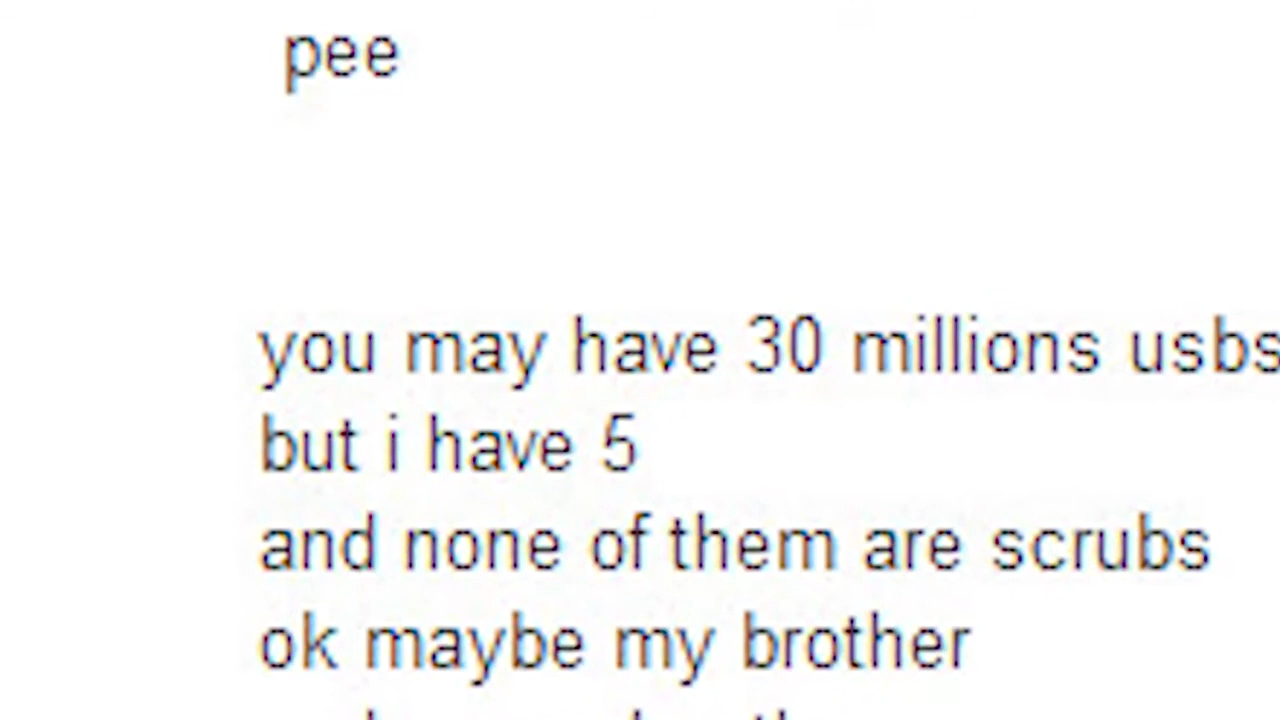 pee
you may have 30 millions usbs
but i have 5
and none of them are scrubs
ok maybe my brother